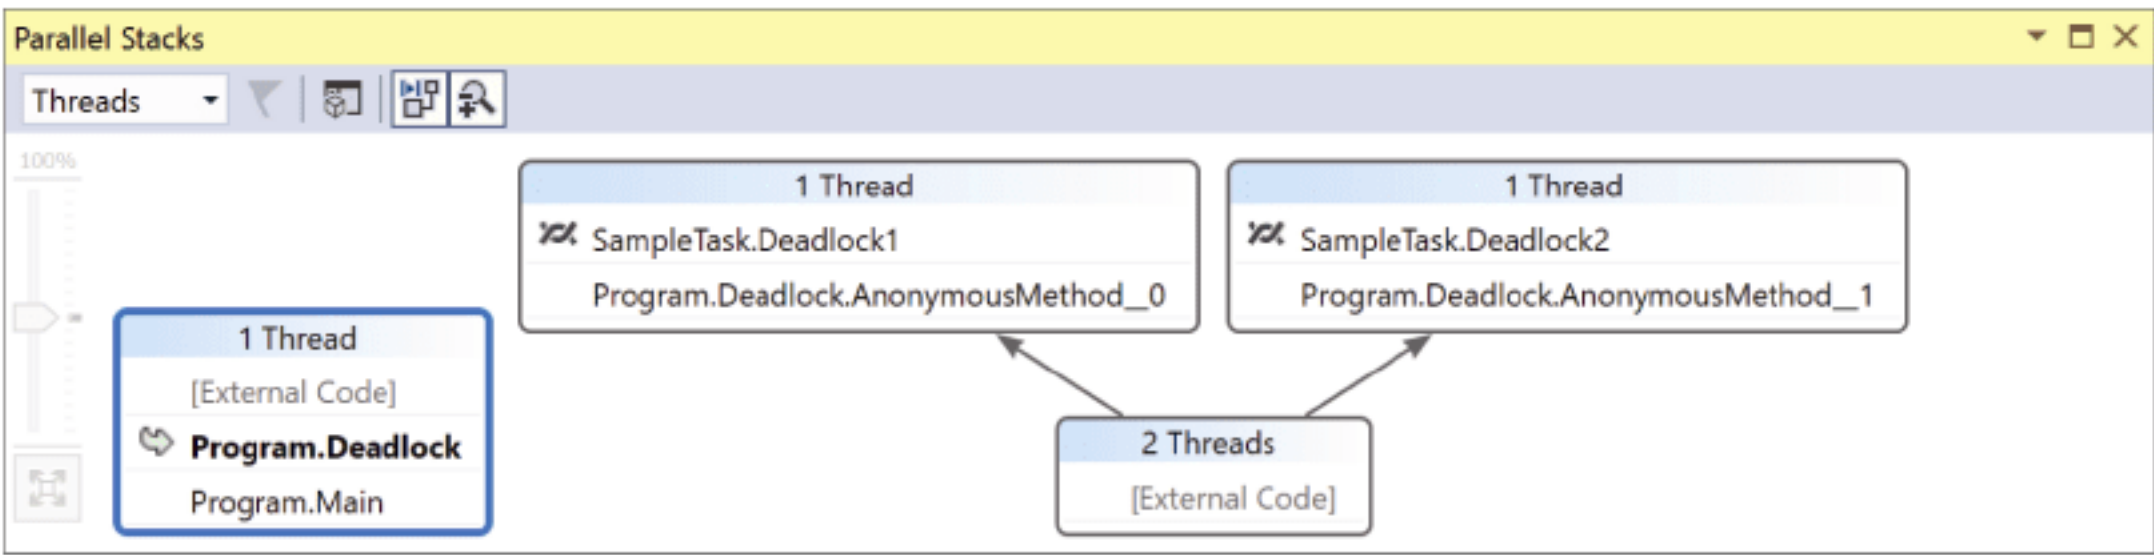 Parallel Stacks
Threads
100%
1 Thread
SampleTask.Deadlock1
Program.Deadlock.AnonymousMethod__0
1 Thread
SampleTask.Deadlock2
Program.Deadlock.AnonymousMethod__1
1 Thread
[External Code]
Program.Deadlock
Program.Main
2 Threads
[External Code]